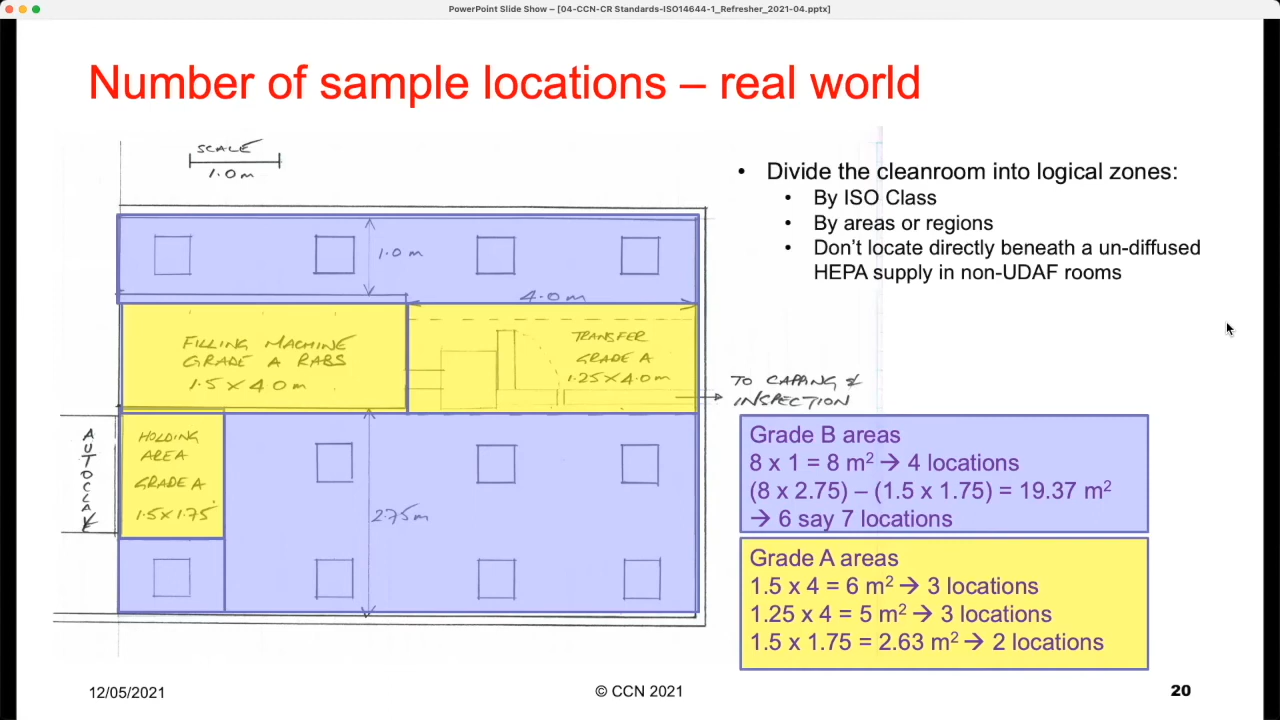 PowerPoint Slide Show – [04-CCN-CR Standards-ISO14644-1_Refresher_2021-04.pptx]
Number of sample locations – real world
SCALE
1.0 m
• Divide the cleanroom into logical zones:
• By ISO Class
• By areas or regions
• Don't locate directly beneath a un-diffused
HEPA supply in non-UDAF rooms
1.0 m
4.0 m
FILLING MACHINE
GRADE A RABS
1.5 X 4.0 m
TRANSFER
GRADE A
1.25 X 4.0 m
TO CAPPING &
INSPECTION
AUTOCLAVE
HOLDING
AREA
GRADE A
1.5 X 1.75
2.75 m
Grade B areas
8 x 1 = 8 m² → 4 locations
(8 x 2.75) – (1.5 x 1.75) = 19.37 m²
→ 6 say 7 locations
Grade A areas
1.5 x 4 = 6 m² → 3 locations
1.25 x 4 = 5 m² → 3 locations
1.5 x 1.75 = 2.63 m² → 2 locations
12/05/2021
© CCN 2021
20